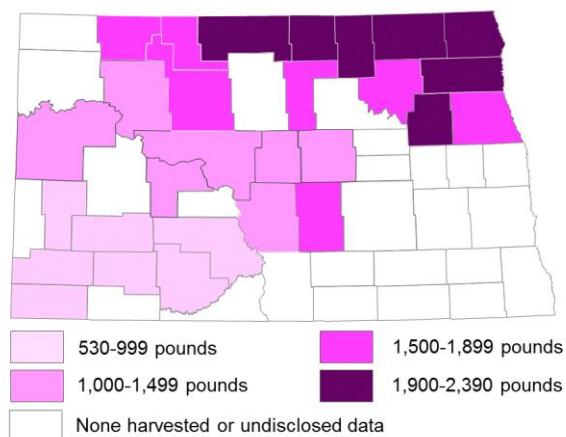 530-999 pounds
1,500-1,899 pounds
1,000-1,499 pounds
1,900-2,390 pounds
None harvested or undisclosed data